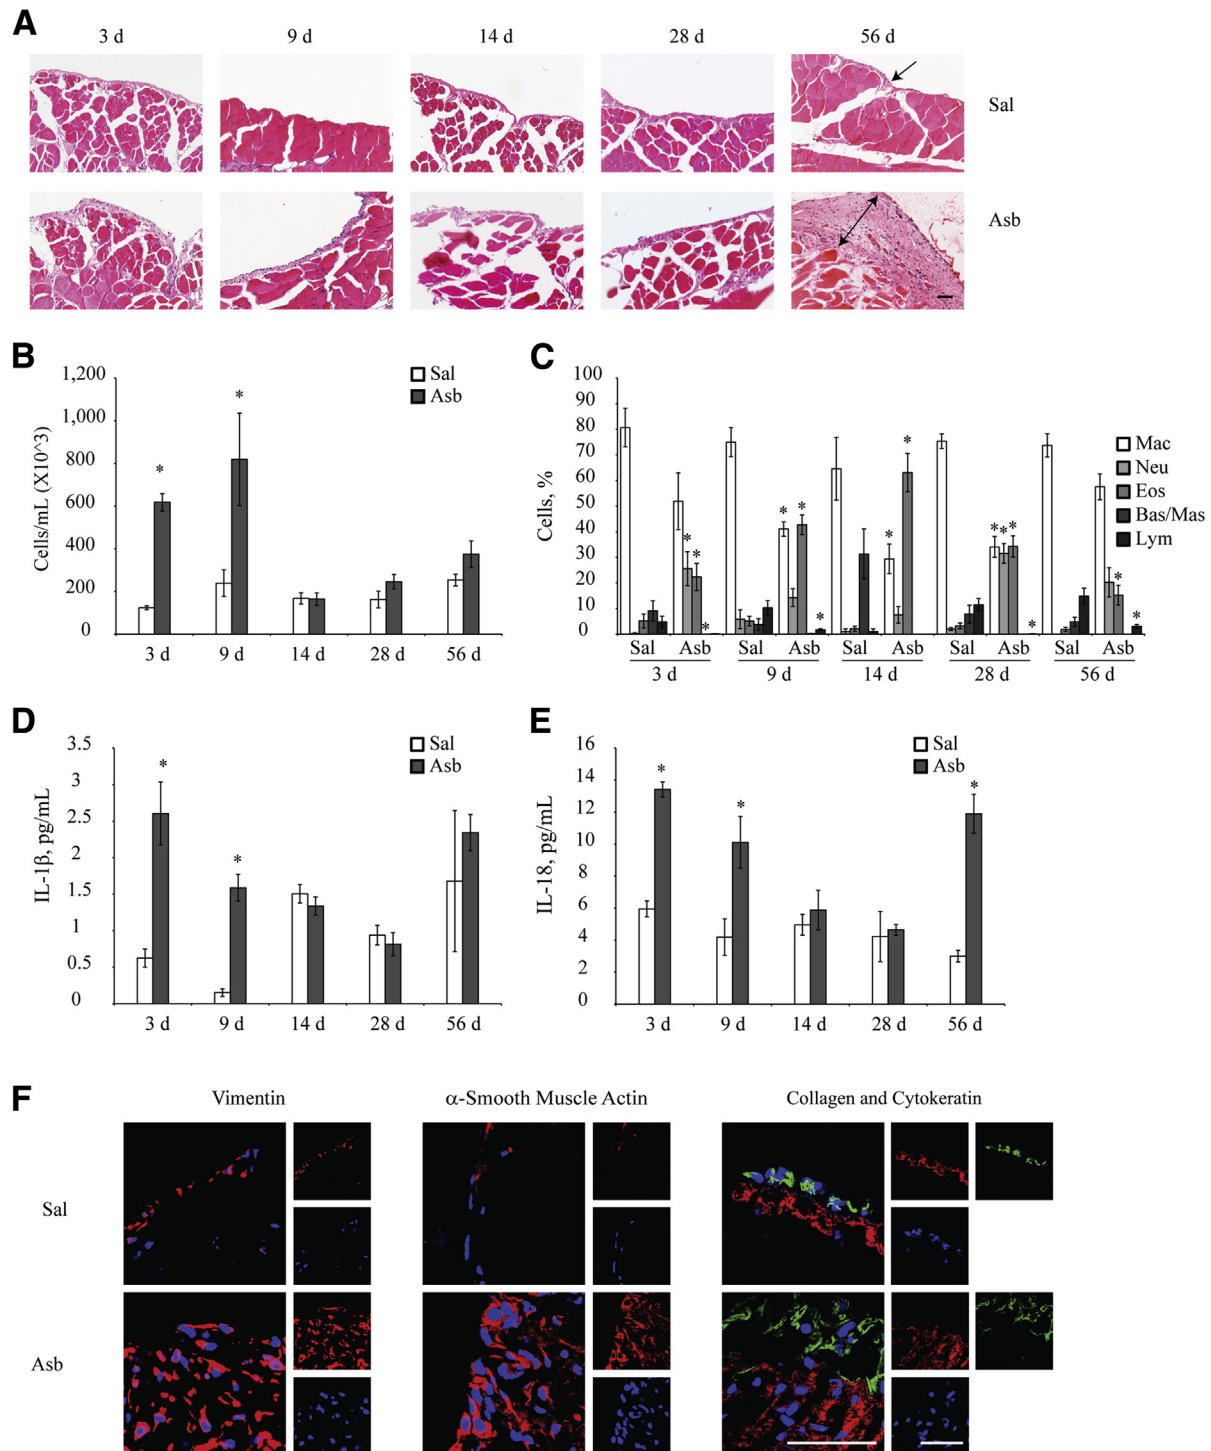 A
3 d 9 d 14 d 28 d 56 d
Sal
Asb
B
1,200
1,000
800
600
400
200
0
Cells/mL (X10^3)
Sal
Asb
* *
3 d 9 d 14 d 28 d 56 d
C
100
90
80
70
60
50
40
30
20
10
0
Cells, %
Mac
Neu
Eos
Bas/Mas
Lym
* * * * * * * * * * * * *
Sal Asb Sal Asb Sal Asb Sal Asb Sal Asb
3 d 9 d 14 d 28 d 56 d
D
3.5
3
2.5
2
1.5
1
0.5
0
IL-1β, pg/mL
Sal
Asb
* *
3 d 9 d 14 d 28 d 56 d
E
16
14
12
10
8
6
4
2
0
IL-18, pg/mL
Sal
Asb
* * *
3 d 9 d 14 d 28 d 56 d
F
Vimentin α-Smooth Muscle Actin Collagen and Cytokeratin
Sal
Asb